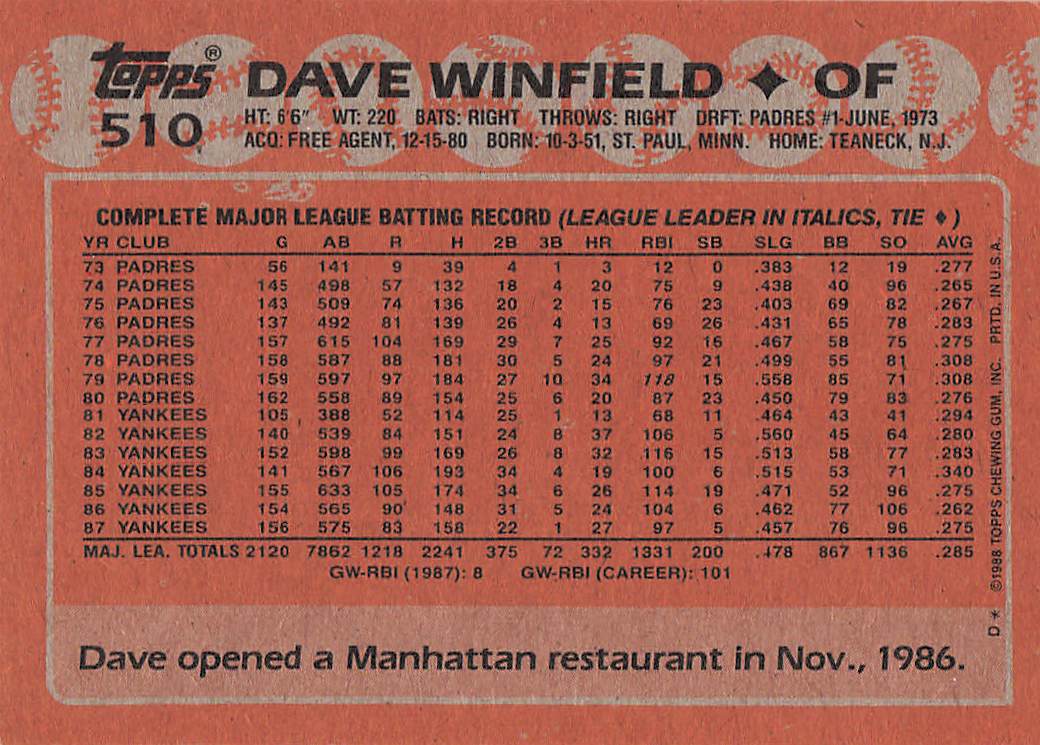 topps® DAVE WINFIELD ✦ OF
510 HT: 6'6" WT: 220 BATS: RIGHT THROWS: RIGHT DRFT: PADRES #1-JUNE, 1973
ACQ: FREE AGENT, 12-15-80 BORN: 10-3-51, ST. PAUL, MINN. HOME: TEANECK, N.J.
COMPLETE MAJOR LEAGUE BATTING RECORD (LEAGUE LEADER IN ITALICS, TIE ♦)
YR CLUB G AB R H 2B 3B HR RBI SB SLG BB SO AVG
73 PADRES 56 141 9 39 4 1 3 12 0 .383 12 19 .277
74 PADRES 145 498 57 132 18 4 20 75 9 .438 40 96 .265
75 PADRES 143 509 74 136 20 2 15 76 23 .403 69 82 .267
76 PADRES 137 492 81 139 26 4 13 69 26 .431 65 78 .283
77 PADRES 157 615 104 169 29 7 25 92 16 .467 58 75 .275
78 PADRES 158 587 88 181 30 5 24 97 21 .499 55 81 .308
79 PADRES 159 597 97 184 27 10 34 118 15 .558 85 71 .308
80 PADRES 162 558 89 154 25 6 20 87 23 .450 79 83 .276
81 YANKEES 105 388 52 114 25 1 13 68 11 .464 43 41 .294
82 YANKEES 140 539 84 151 24 8 37 106 5 .560 45 64 .280
83 YANKEES 152 598 99 169 26 8 32 116 15 .513 58 77 .283
84 YANKEES 141 567 106 193 34 4 19 100 6 .515 53 71 .340
85 YANKEES 155 633 105 174 34 6 26 114 19 .471 52 96 .275
86 YANKEES 154 565 90 148 31 5 24 104 6 .462 77 106 .262
87 YANKEES 156 575 83 158 22 1 27 97 5 .457 76 96 .275
MAJ. LEA. TOTALS 2120 7862 1218 2241 375 72 332 1331 200 .478 867 1136 .285
GW-RBI (1987): 8 GW-RBI (CAREER): 101
Dave opened a Manhattan restaurant in Nov., 1986.
D * ©1988 TOPPS CHEWING GUM, INC. PRTD. IN U.S.A.